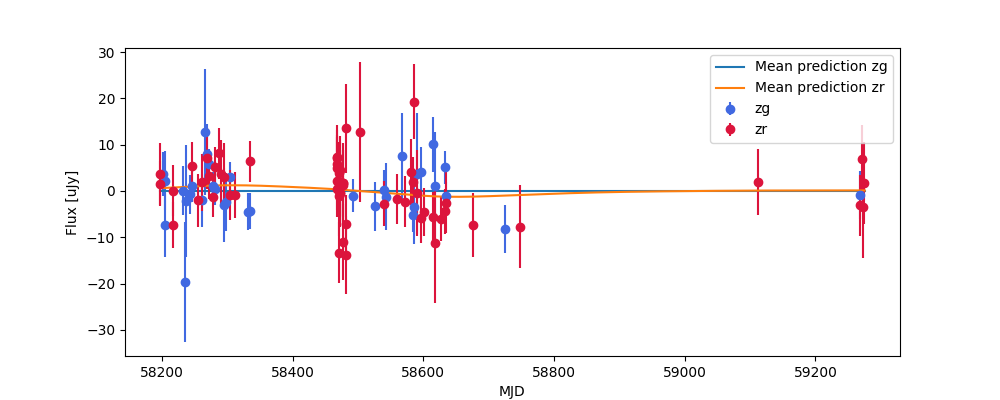 30
20
10
0
−10
−20
−30
Flux [uJy]
58200
58400
58600
58800
59000
59200
MJD
Mean prediction zg
Mean prediction zr
zg
zr